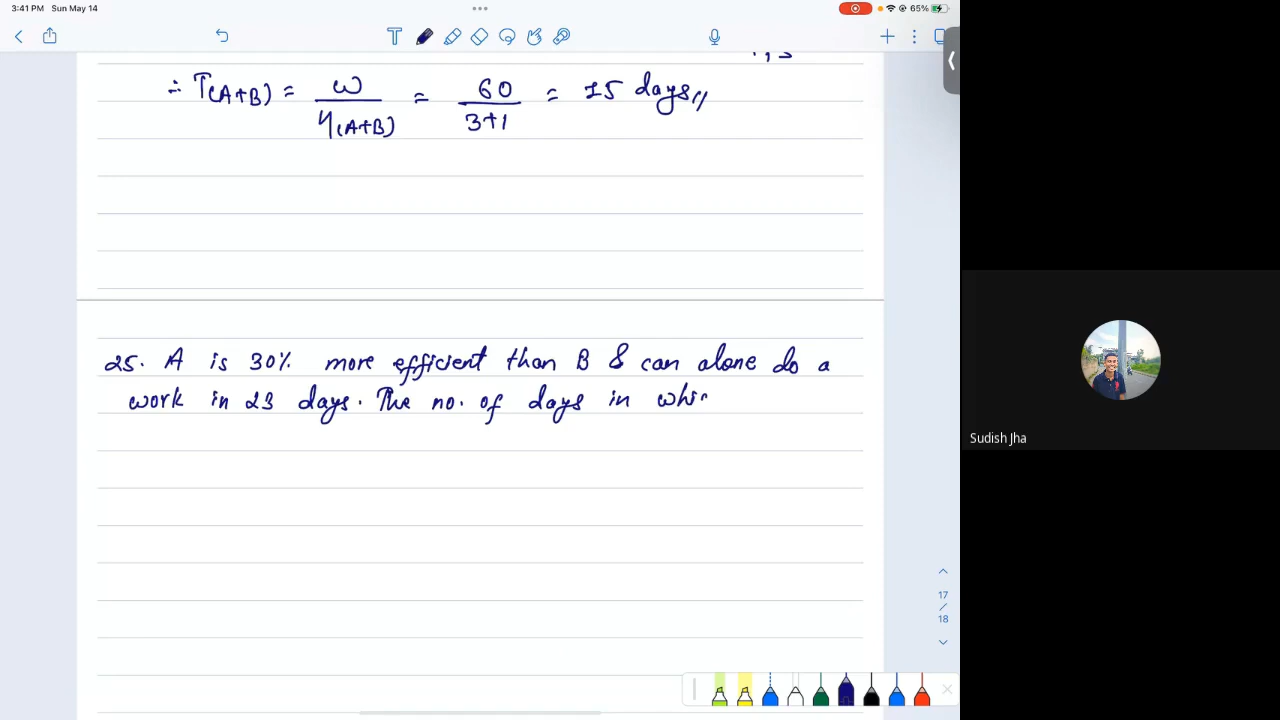 3:41 PM Sun May 14
65%
∴ T(A+B) = W / η(A+B) = 60 / 3+1 = 15 days//
25. A is 30% more efficient than B & can alone do a
work in 23 days. The no. of days in whi
17
/
18
Sudish Jha